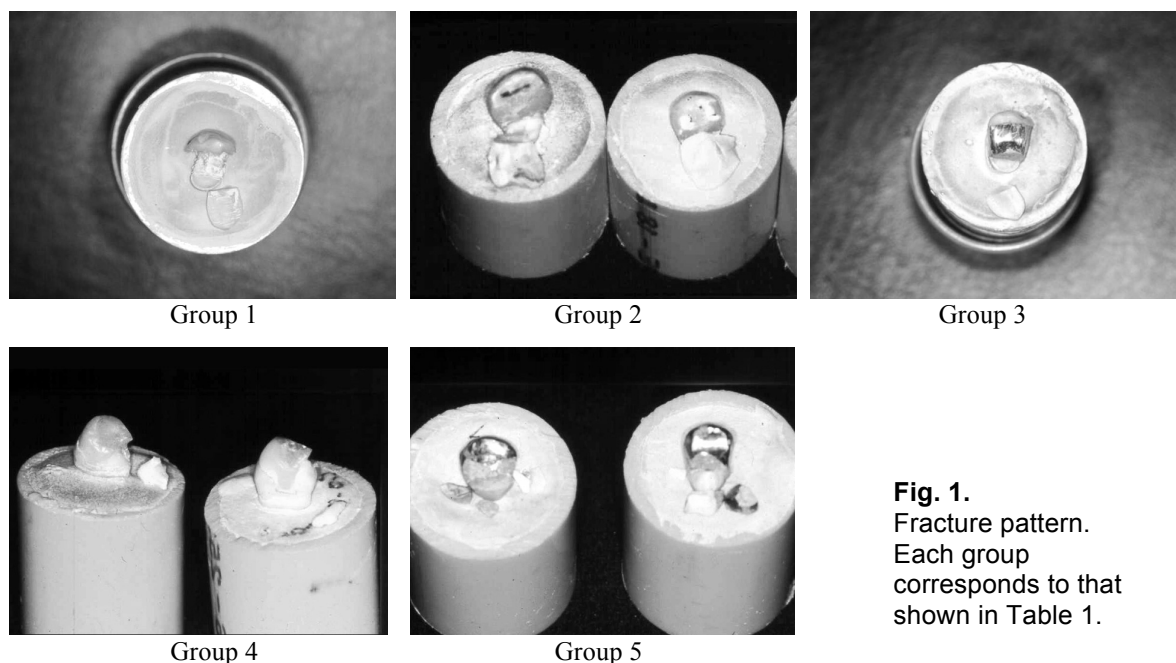 Group 1
Group 2
Group 3
Group 4
Group 5
Fig. 1.
Fracture pattern.
Each group
corresponds to that
shown in Table 1.